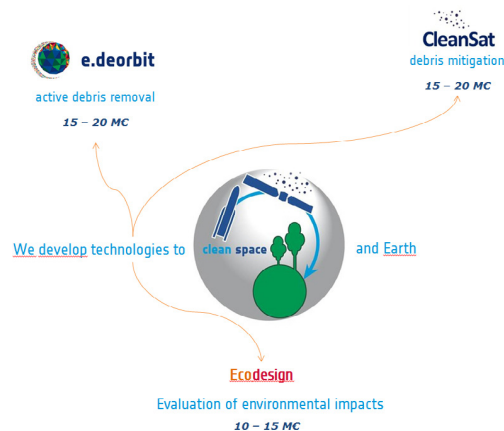 e.deorbit
active debris removal
15 – 20 MC
CleanSat
debris mitigation
15 – 20 MC
We develop technologies to clean space and Earth
Ecodesign
Evaluation of environmental impacts
10 – 15 MC